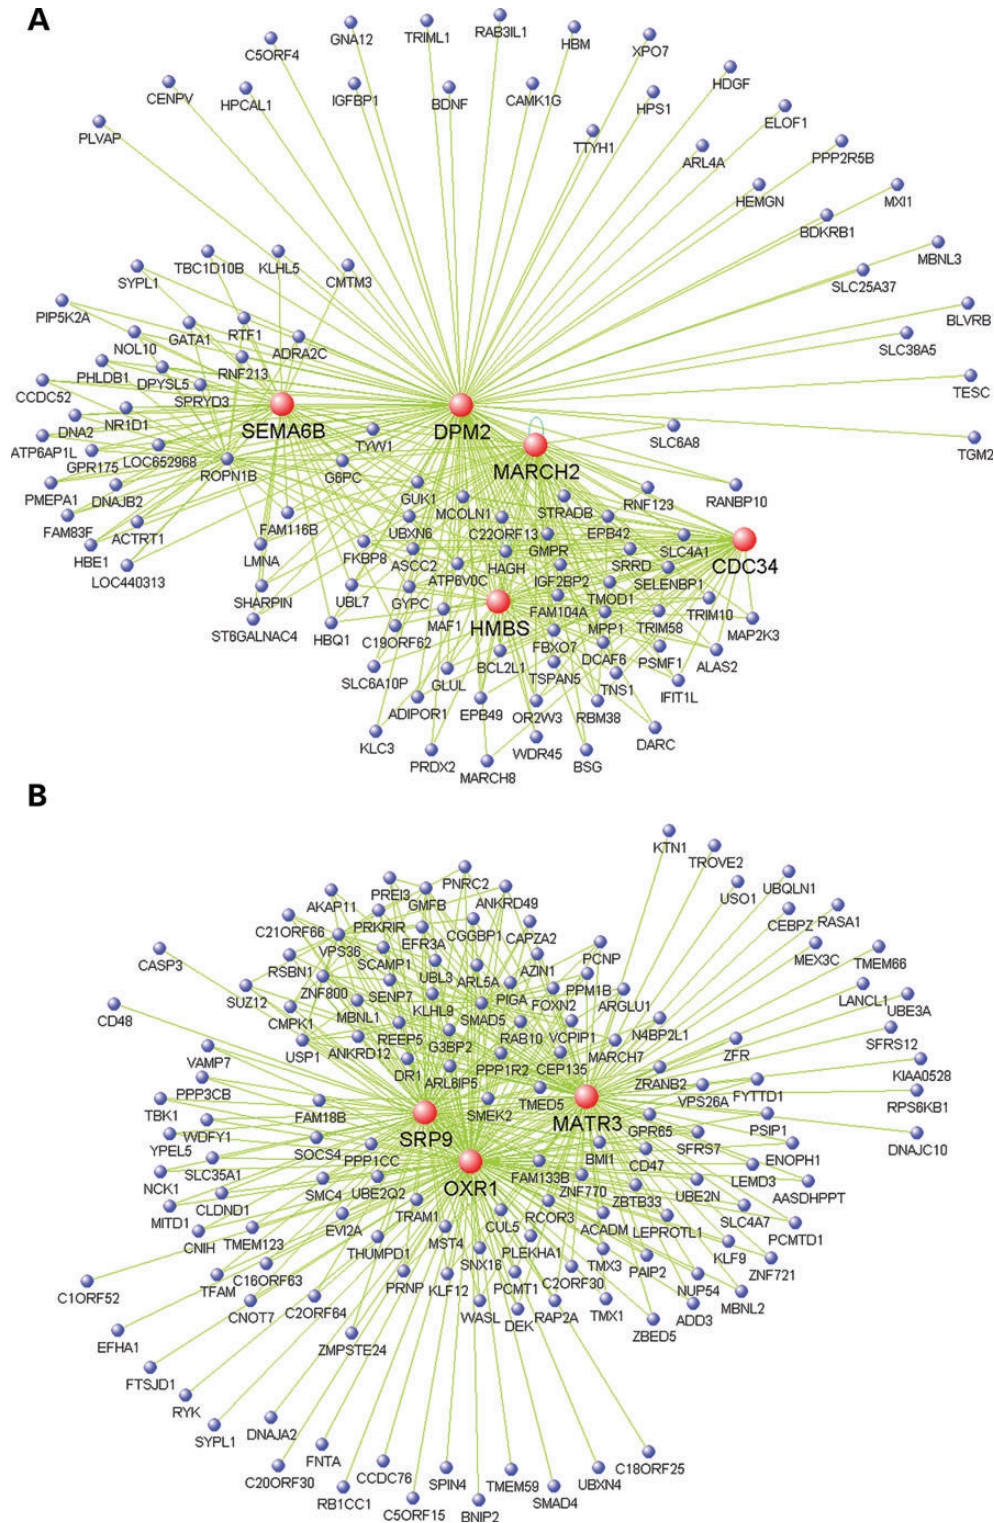 A
RAB3IL1
GNA12
TRIML1
HBM
C5ORF4
XPO7
CENPV
HPCAL1
IGFBP1
BDNF
CAMK1G
HPS1
HDGF
PLVAP
TTYH1
ELOF1
ARL4A
PPP2R5B
HEMGN
MXI1
BDKRB1
MBNL3
TBC1D10B
KLHL5
SYPL1
CMTM3
SLC25A37
PIP5K2A
GATA1
RTF1
BLVRB
NOL10
ADRA2C
SLC38A5
PHLDB1
DPYSL5
RNF213
CCDC52
SPRYD3
TESC
NR1D1
SEMA6B
DPM2
DNA2
TYW1
SLC6A8
ATP6AP1L
LOC652968
TGM2
GPR175
ROPN1B
G6PC
MARCH2
PMEPA1
DNAJB2
GUK1
RNF123
RANBP10
FAM83F
ACTRT1
FAM116B
MCOLN1
STRADB
UBXN6
C22ORF13
EPB42
SLC4A1
HBE1
LMNA
FKBP8
ASCC2
HAGH
GMPR
SRRD
CDC34
LOC440313
ATP6V0C
IGF2BP2
SELENBP1
SHARPIN
UBL7
GYPC
TMOD1
ST6GALNAC4
HBQ1
C19ORF62
MAF1
HMBS
FAM104A
MPP1
TRIM58
TRIM10
MAP2K3
SLC6A10P
GLUL
BCL2L1
FBXO7
DCAF6
PSMF1
ALAS2
TSPAN5
TNS1
IFIT1L
ADIPOR1
EPB49
OR2W3
RBM38
KLC3
PRDX2
WDR45
DARC
MARCH8
BSG
B
KTN1
TROVE2
PREI3
PNRC2
USO1
UBQLN1
AKAP11
GMFB
ANKRD49
CEBPZ
RASA1
C21ORF66
PRKRIR
EFR3A
CGGBP1
CAPZA2
MEX3C
TMEM66
CASP3
VPS36
SCAMP1
UBL3
AZIN1
PCNP
RSBN1
ARL5A
LANCL1
UBE3A
SUZ12
ZNF800
SENP7
KLHL9
PIGA
FOXN2
PPM1B
ARGLU1
CD48
CMPK1
MBNL1
SMAD5
N4BP2L1
SFRS12
USP1
ANKRD12
REEP5
G3BP2
RAB10
VCPIP1
ZFR
VAMP7
DR1
PPP1R2
CEP135
MARCH7
KIAA0528
PPP3CB
ARL6IP5
ZRANB2
FYTTD1
TBK1
FAM18B
SMEK2
TMED5
VPS26A
RPS6KB1
WDFY1
SRP9
MATR3
GPR65
PSIP1
YPEL5
SOCS4
PPP1CC
OXR1
BMI1
SFRS7
ENOPH1
DNAJC10
SLC35A1
FAM133B
CD47
LEMD3
NCK1
SMC4
UBE2Q2
ZNF770
ZBTB33
UBE2N
AASDHPPT
MITD1
CLDND1
TRAM1
CUL5
RCOR3
ACADM
LEPROTL1
SLC4A7
CNIH
TMEM123
EVI2A
MST4
PLEKHA1
PCMTD1
THUMPD1
SNX16
TMX3
PAIP2
KLF9
ZNF721
TFAM
C16ORF63
PRNP
KLF12
PCMT1
C2ORF30
NUP54
C1ORF52
CNOT7
C2ORF64
WASL
RAP2A
TMX1
ADD3
MBNL2
EFHA1
ZMPSTE24
DEK
ZBED5
FTSJD1
RYK
SYPL1
DNAJA2
FNTA
C20ORF30
CCDC76
SPIN4
TMEM59
UBXN4
C18ORF25
RB1CC1
C5ORF15
BNIP2
SMAD4